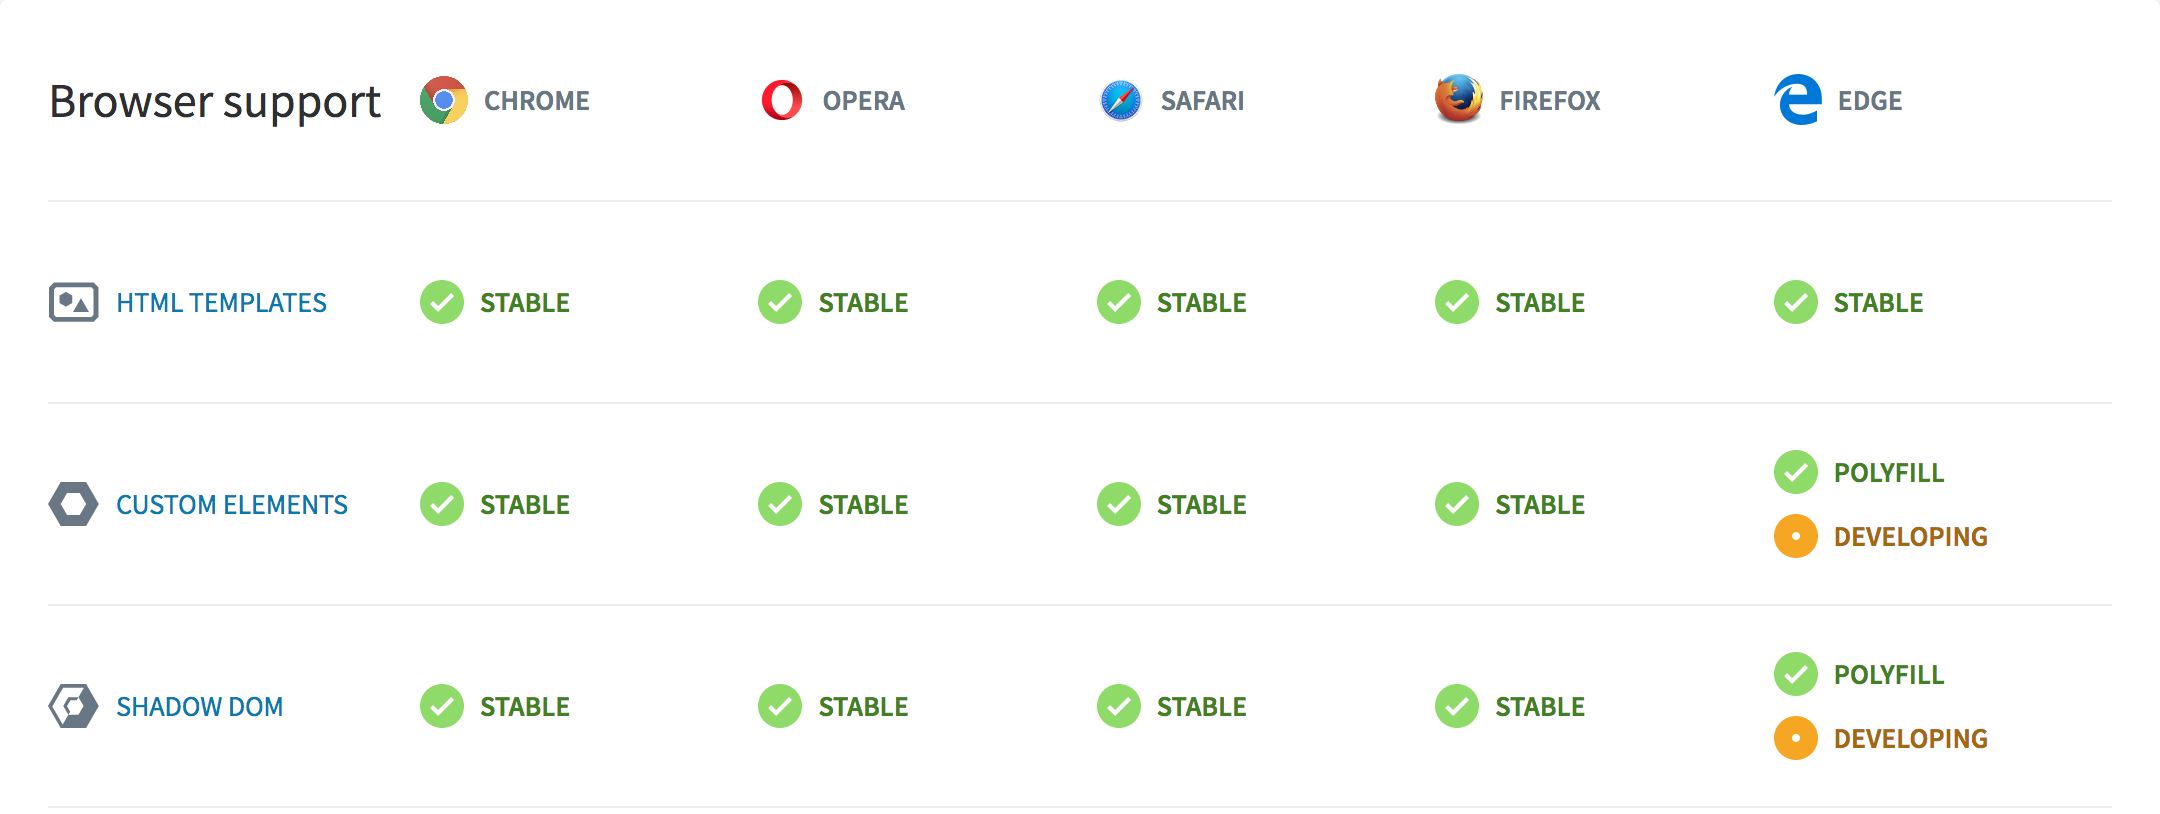 Browser support CHROME OPERA SAFARI FIREFOX EDGE
HTML TEMPLATES STABLE STABLE STABLE STABLE STABLE
CUSTOM ELEMENTS STABLE STABLE STABLE STABLE POLYFILL
DEVELOPING
SHADOW DOM STABLE STABLE STABLE STABLE POLYFILL
DEVELOPING